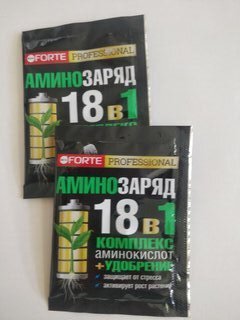 FORTE PROFESSIONAL
АМИНОЗАРЯД
18 в 1
FORTE PROFESSIONAL
АМИНОЗАРЯД
18 в 1
КОМПЛЕКС
АМИНОКИСЛОТ
+УДОБРЕНИЕ
защищает от стресса
активирует рост растений